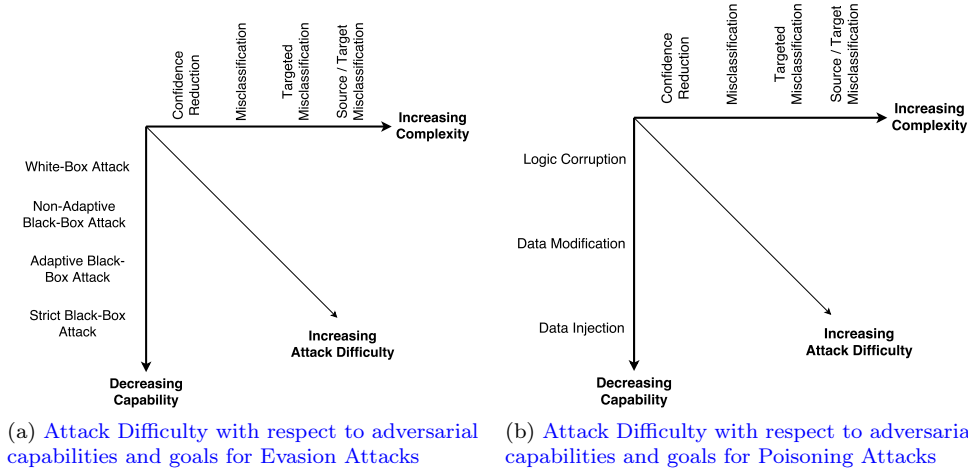 Confidence
Reduction
Misclassification
Targeted
Misclassification
Source / Target
Misclassification
Increasing
Complexity
White-Box Attack
Non-Adaptive
Black-Box Attack
Adaptive Black-
Box Attack
Strict Black-Box
Attack
Increasing
Attack Difficulty
Decreasing
Capability
(a) Attack Difficulty with respect to adversarial
capabilities and goals for Evasion Attacks
Confidence
Reduction
Misclassification
Targeted
Misclassification
Source / Target
Misclassification
Increasing
Complexity
Logic Corruption
Data Modification
Data Injection
Increasing
Attack Difficulty
Decreasing
Capability
(b) Attack Difficulty with respect to adversaria
capabilities and goals for Poisoning Attacks